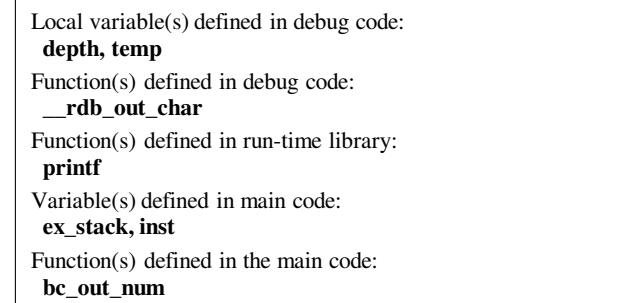 Local variable(s) defined in debug code:
depth, temp
Function(s) defined in debug code:
__rdb_out_char
Function(s) defined in run-time library:
printf
Variable(s) defined in main code:
ex_stack, inst
Function(s) defined in the main code:
bc_out_num